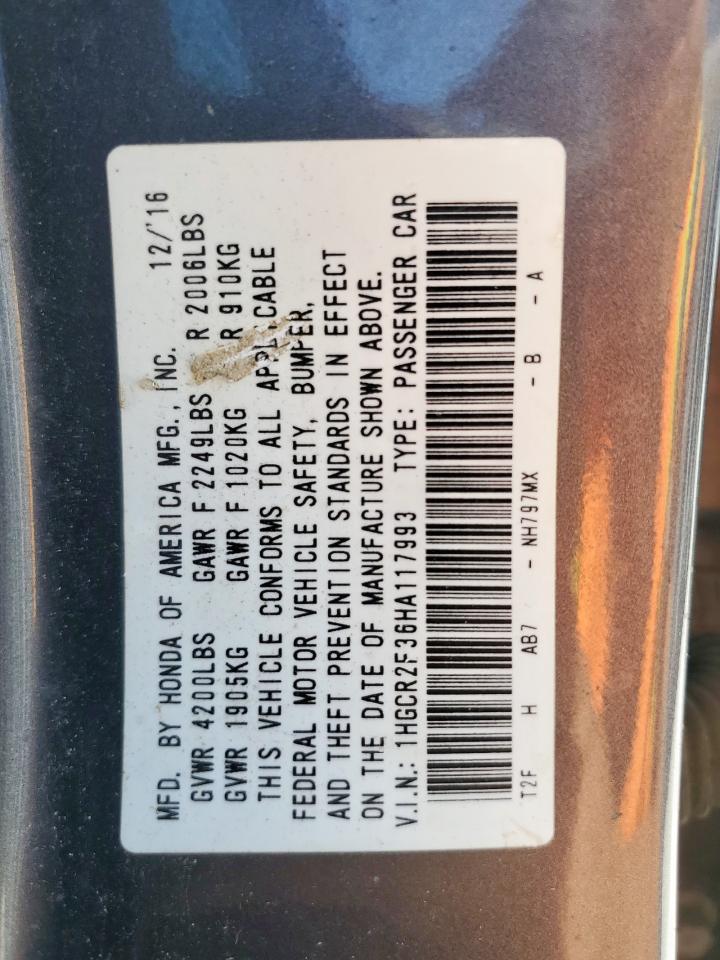 MFD. BY HONDA OF AMERICA MFG., INC. 12/'16
GVWR 4200LBS GAWR F 2249LBS R 2006LBS
GVWR 1905KG GAWR F 1020KG R 910KG
THIS VEHICLE CONFORMS TO ALL APPLICABLE
FEDERAL MOTOR VEHICLE SAFETY, BUMPER,
AND THEFT PREVENTION STANDARDS IN EFFECT
ON THE DATE OF MANUFACTURE SHOWN ABOVE.
V.I.N.: 1HGCR2F36HA117993 TYPE: PASSENGER CAR
T2F H AB7 - NH797MX - B - A